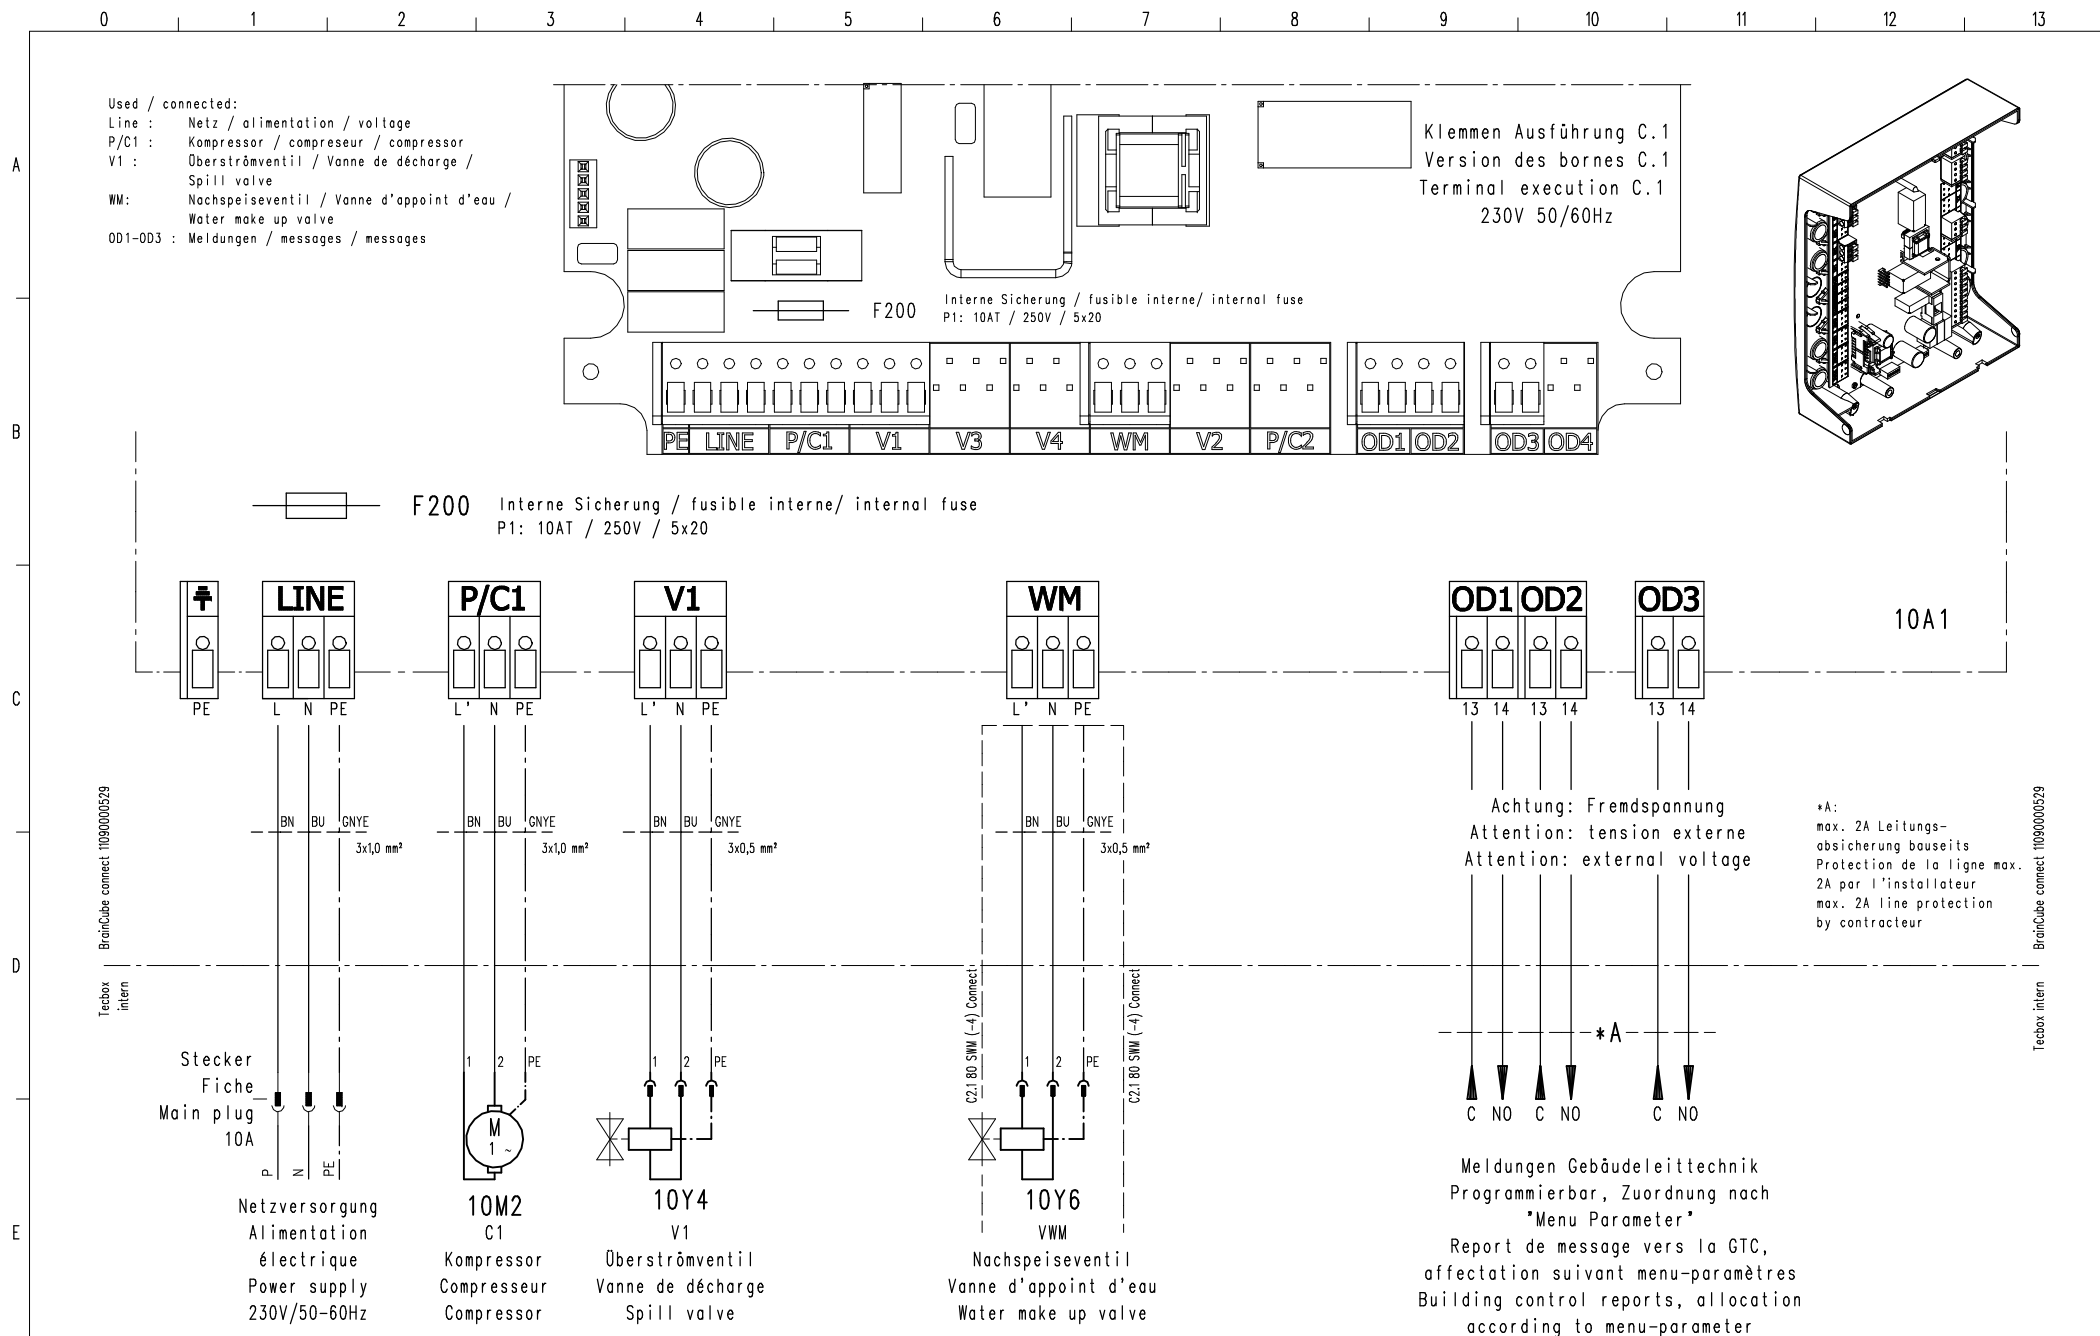 0 1 2 3 4 5 6 7 8 9 10 11 12 13
A
B
C
D
E
Used / connected:
Line : Netz / alimentation / voltage
P/C1 : Kompressor / compreseur / compressor
V1 : Überströmventil / Vanne de décharge /
Spill valve
WM: Nachspeiseventil / Vanne d'appoint d'eau /
Water make up valve
OD1-OD3 : Meldungen / messages / messages
Klemmen Ausführung C.1
Version des bornes C.1
Terminal execution C.1
230V 50/60Hz
F200 Interne Sicherung / fusible interne/ internal fuse
P1: 10AT / 250V / 5x20
PE LINE P/C1 V1 V3 V4 WM V2 P/C2 OD1 OD2 OD3 OD4
F200 Interne Sicherung / fusible interne/ internal fuse
P1: 10AT / 250V / 5x20
LINE P/C1 V1 WM OD1 OD2 OD3
10A1
PE L N PE L' N PE L' N PE L' N PE 13 14 13 14 13 14
BN BU GNYE BN BU GNYE BN BU GNYE BN BU GNYE
3x1,0 mm² 3x1,0 mm² 3x0,5 mm² 3x0,5 mm²
Achtung: Fremdspannung
Attention: tension externe
Attention: external voltage
*A:
max. 2A Leitungs-
absicherung bauseits
Protection de la ligne max.
2A par l'installateur
max. 2A line protection
by contracteur
BrainCube connect 11090000529
Tecbox
intern
BrainCube connect 11090000529
Tecbox intern
C2.1 80 SWM (-4) Connect
C2.1 80 SWM (-4) Connect
*A
Stecker
Fiche
Main plug
10A
1 2 PE 1 2 PE 1 2 PE
P N PE
M
1 ~
C NO C NO C NO
Netzversorgung
Alimentation
électrique
Power supply
230V/50-60Hz
10M2
C1
Kompressor
Compresseur
Compressor
10Y4
V1
Überströmventil
Vanne de décharge
Spill valve
10Y6
VWM
Nachspeiseventil
Vanne d'appoint d'eau
Water make up valve
Meldungen Gebäudeleittechnik
Programmierbar, Zuordnung nach
"Menu Parameter"
Report de message vers la GTC,
affectation suivant menu-paramètres
Building control reports, allocation
according to menu-parameter